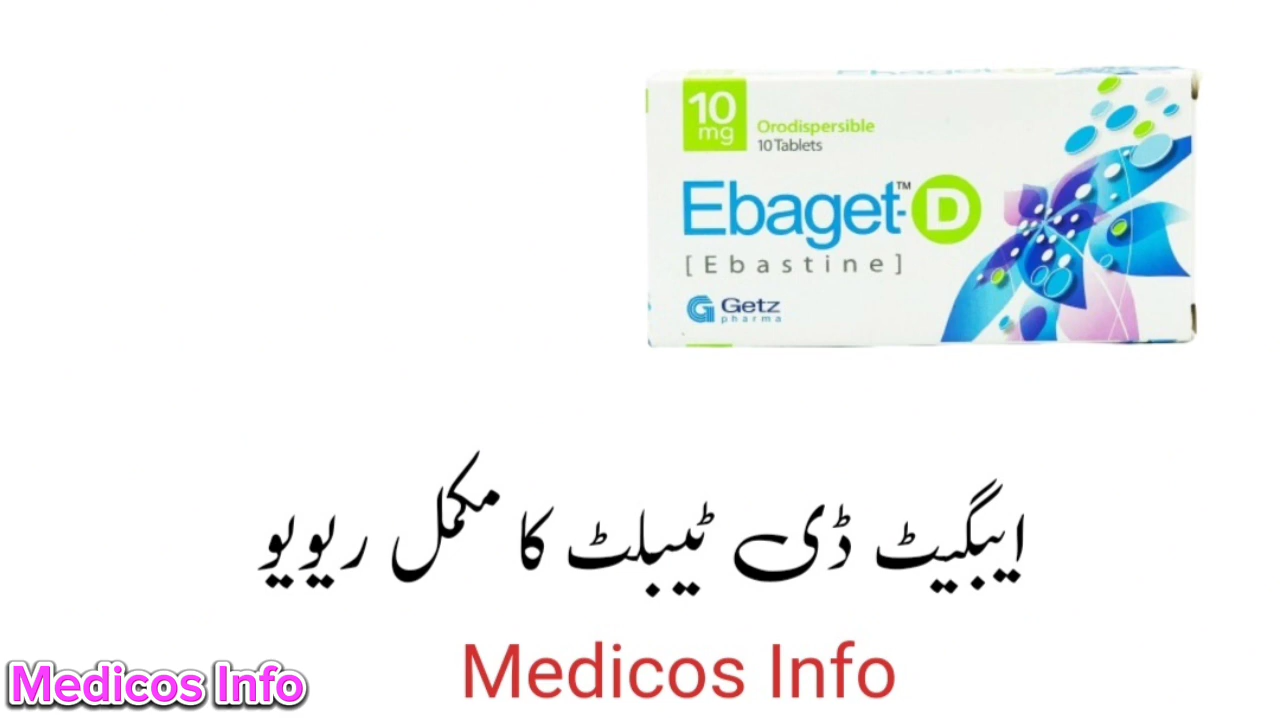 10
mg
Orodispersible
10 Tablets
Ebaget-D™
[Ebastine]
Getz
pharma
ایبگیٹ ڈی ٹیبلٹ کا مکمل ریویو
Medicos Info
Medicos Info